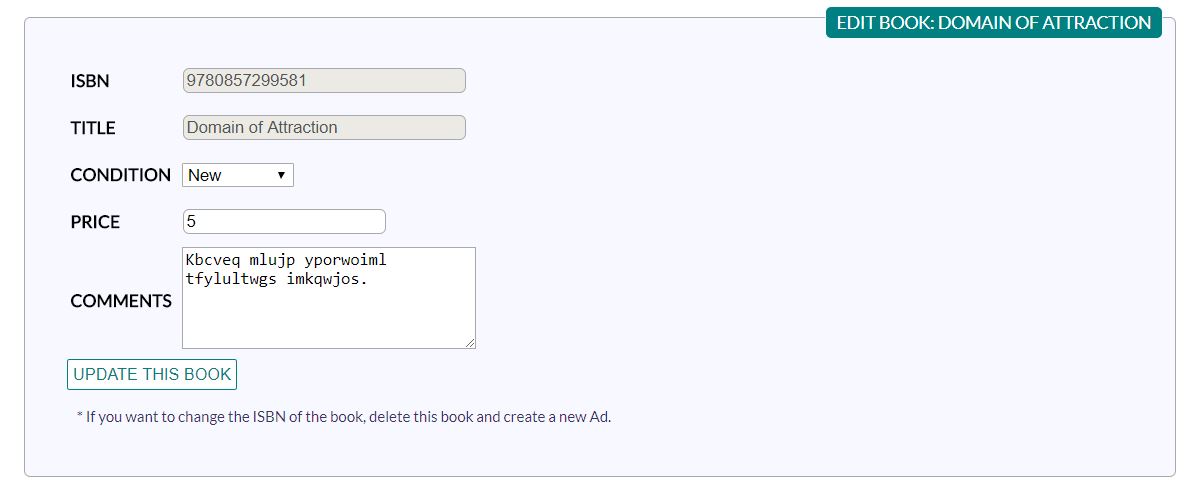 EDIT BOOK: DOMAIN OF ATTRACTION
ISBN 9780857299581
TITLE Domain of Attraction
CONDITION New
PRICE 5
COMMENTS Kbcveq mlujp yporwoiml
tfylultwgs imkqwjos.
UPDATE THIS BOOK
* If you want to change the ISBN of the book, delete this book and create a new Ad.